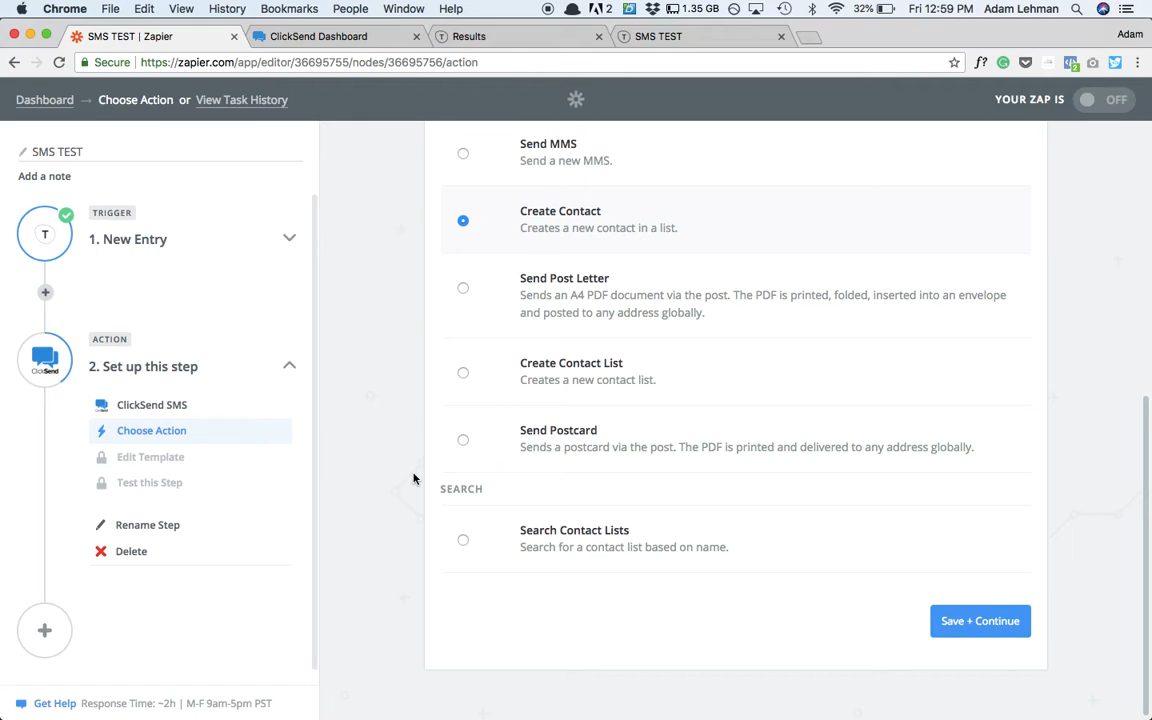 Chrome File Edit View History Bookmarks People Window Help 2 1.35 GB 32% Fri 12:59 PM Adam Lehman
SMS TEST | Zapier ClickSend Dashboard T Results T SMS TEST Adam
Secure https://zapier.com/app/editor/36695755/nodes/36695756/action f? 2
Dashboard → Choose Action or View Task History YOUR ZAP IS OFF
SMS TEST
Add a note
TRIGGER
T
1. New Entry
ACTION
ClickSend
2. Set up this step
ClickSend SMS
Choose Action
Edit Template
Test this Step
Rename Step
Delete
Get Help Response Time: ~2h | M-F 9am-5pm PST
Send MMS
Send a new MMS.
Create Contact
Creates a new contact in a list.
Send Post Letter
Sends an A4 PDF document via the post. The PDF is printed, folded, inserted into an envelope
and posted to any address globally.
Create Contact List
Creates a new contact list.
Send Postcard
Sends a postcard via the post. The PDF is printed and delivered to any address globally.
SEARCH
Search Contact Lists
Search for a contact list based on name.
Save + Continue